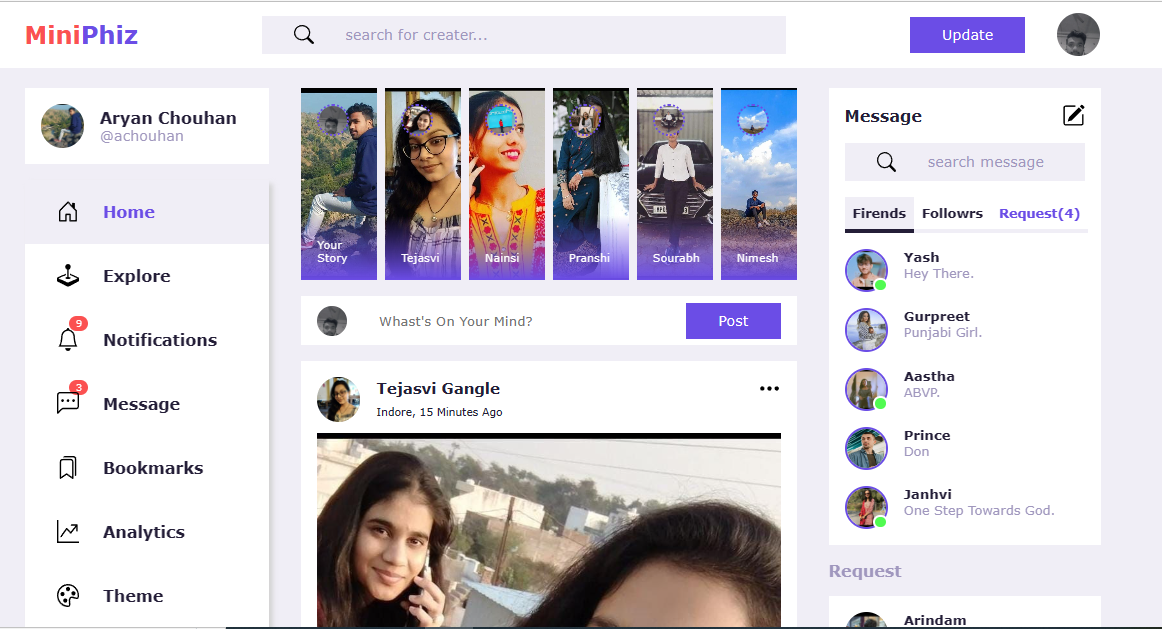 MiniPhiz
search for creater...
Update
Aryan Chouhan
@achouhan
Home
Explore
9
Notifications
3
Message
Bookmarks
Analytics
Theme
Your
Story
Tejasvi
Nainsi
Pranshi
Sourabh
Nimesh
Whast's On Your Mind?
Post
Tejasvi Gangle
Indore, 15 Minutes Ago
Message
search message
Firends Followrs Request(4)
Yash
Hey There.
Gurpreet
Punjabi Girl.
Aastha
ABVP.
Prince
Don
Janhvi
One Step Towards God.
Request
Arindam